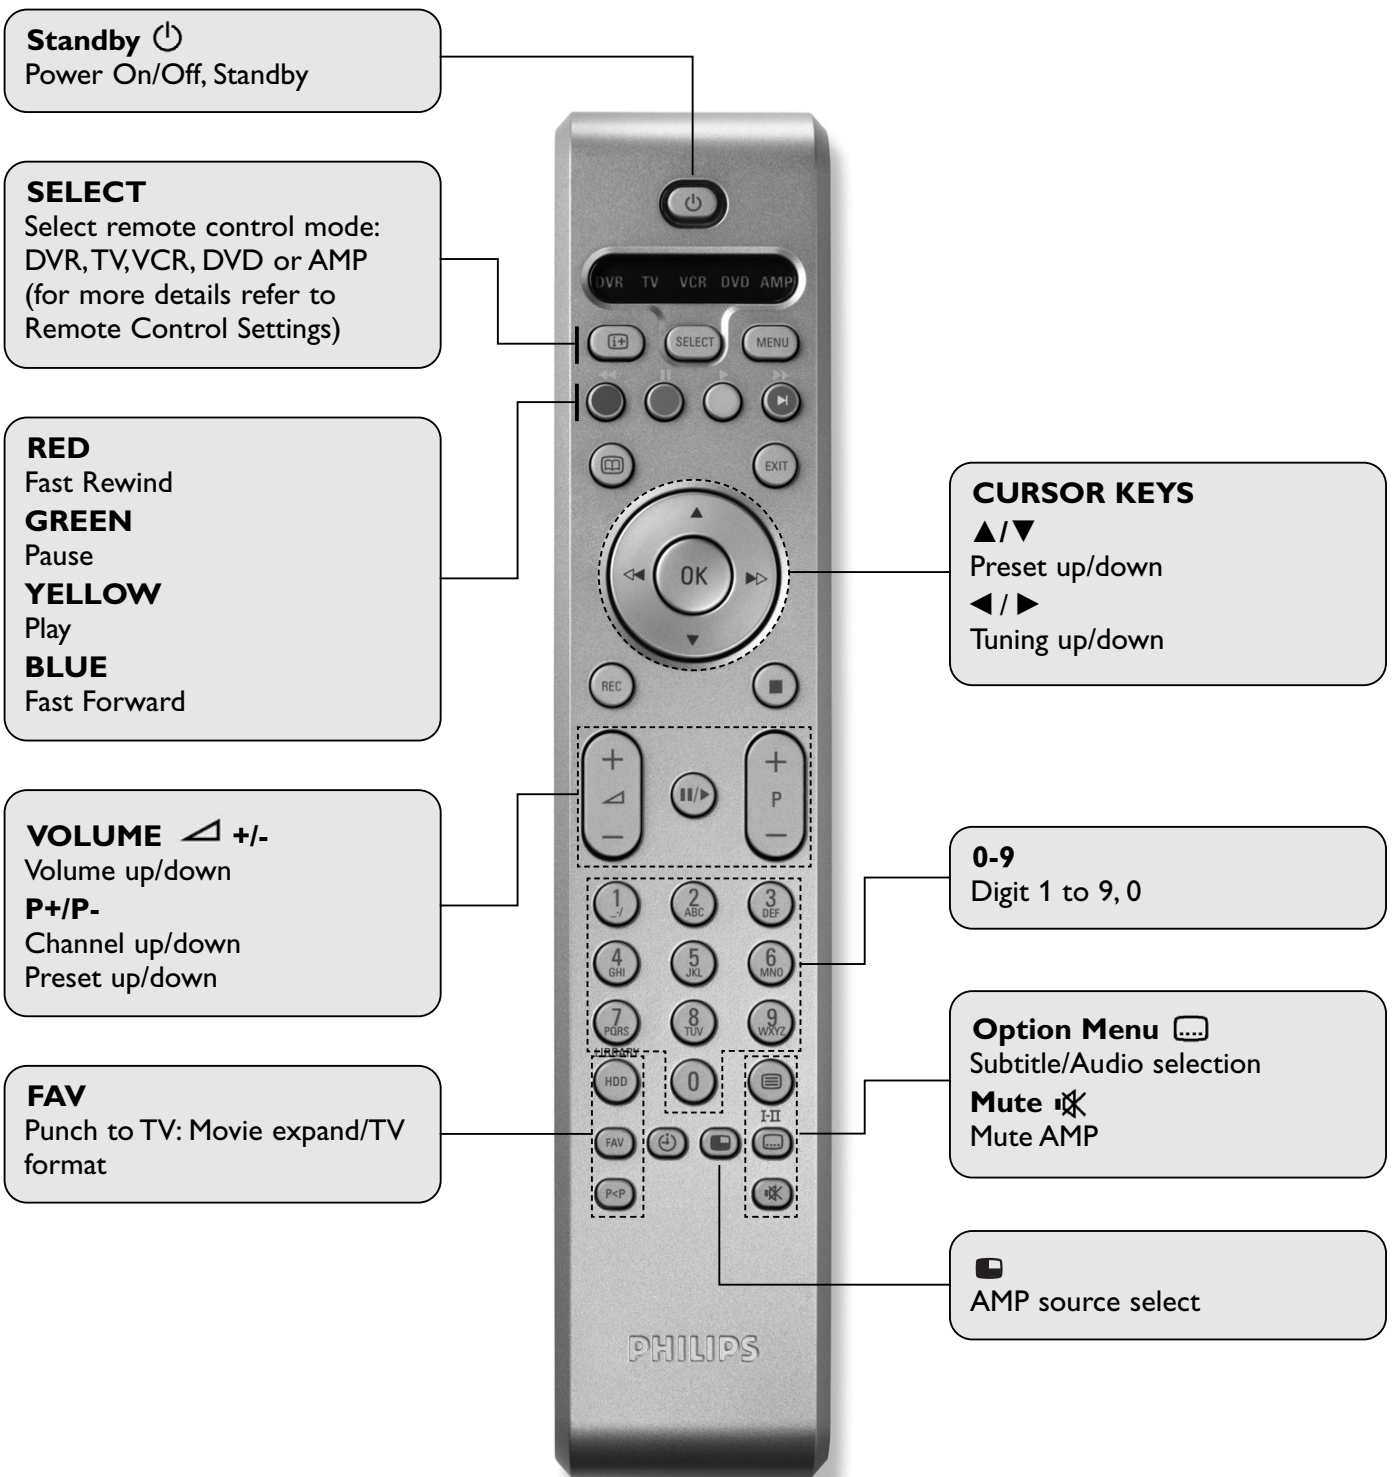 Standby
Power On/Off, Standby
SELECT
Select remote control mode:
DVR, TV, VCR, DVD or AMP
(for more details refer to
Remote Control Settings)
RED
Fast Rewind
GREEN
Pause
YELLOW
Play
BLUE
Fast Forward
VOLUME +/-
Volume up/down
P+/P-
Channel up/down
Preset up/down
FAV
Punch to TV: Movie expand/TV
format
DVR TV VCR DVD AMP
i+ SELECT MENU
EXIT
OK
REC
+ +
P
− −
1 2 3
_-/ ABC DEF
4 5 6
GHI JKL MNO
7 8 9
PQRS TUV WXYZ
LIBRARY
HDD 0
I-II
FAV
P<P
PHILIPS
CURSOR KEYS
▲/▼
Preset up/down
◀ / ▶
Tuning up/down
0-9
Digit 1 to 9, 0
Option Menu
Subtitle/Audio selection
Mute
Mute AMP
AMP source select